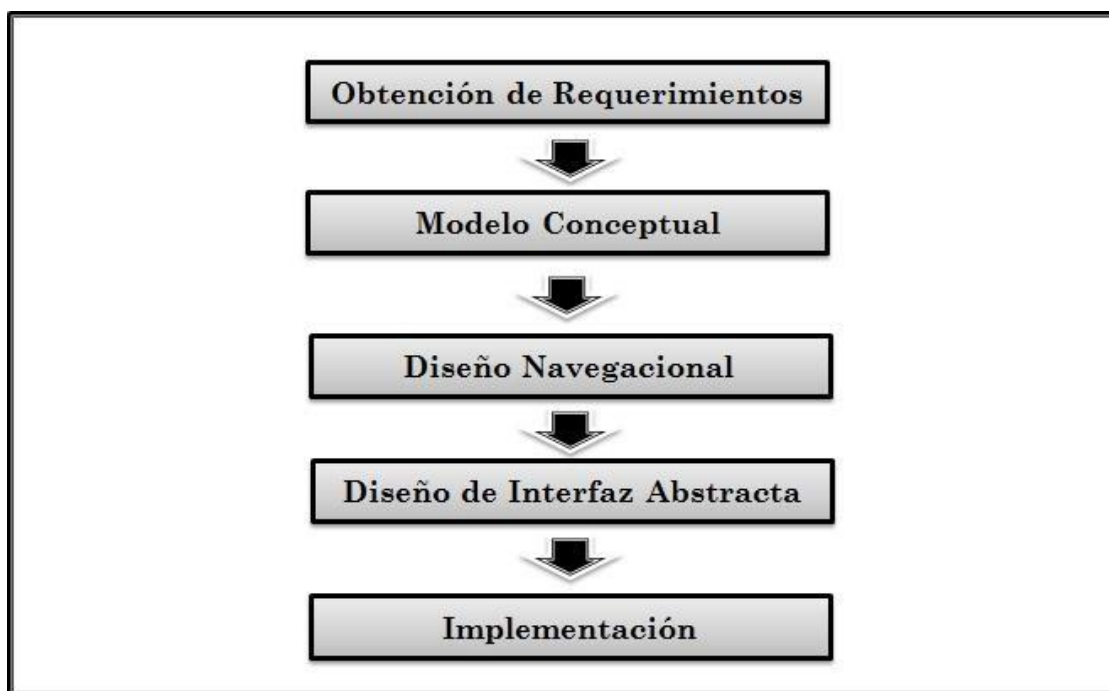 Obtención de Requerimientos
Modelo Conceptual
Diseño Navegacional
Diseño de Interfaz Abstracta
Implementación